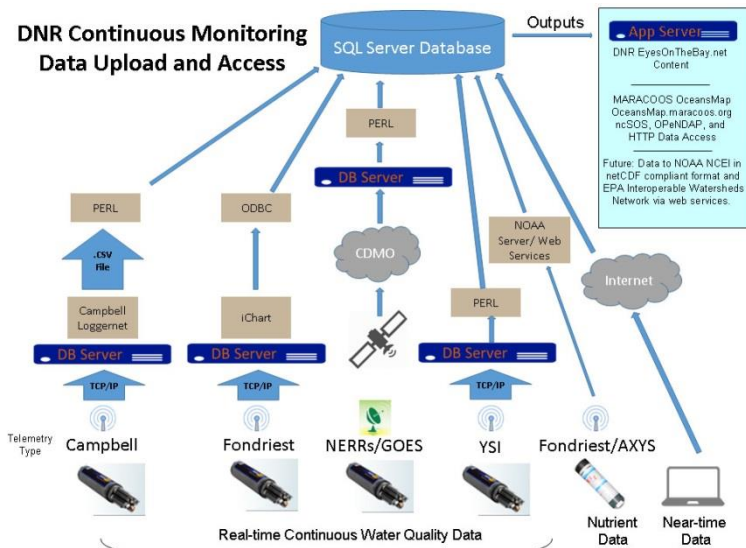 DNR Continuous Monitoring
Data Upload and Access
SQL Server Database
Outputs
App Server
DNR EyesOnTheBay.net
Content
MARACOOS OceansMap
OceansMap.maracoos.org
ncSOS, OPeNDAP, and
HTTP Data Access
Future: Data to NOAA NCEI in
netCDF compliant format and
EPA Interoperable Watersheds
Network via web services.
PERL
DB Server
PERL
ODBC
NOAA
Server/ Web
Services
CDMO
Internet
.CSV
File
PERL
Campbell
Loggernet
iChart
DB Server
DB Server
DB Server
TCP/IP
TCP/IP
TCP/IP
Telemetry
Type
Campbell
Fondriest
NERRs/GOES
YSI
Fondriest/AXYS
Real-time Continuous Water Quality Data
Nutrient
Data
Near-time
Data